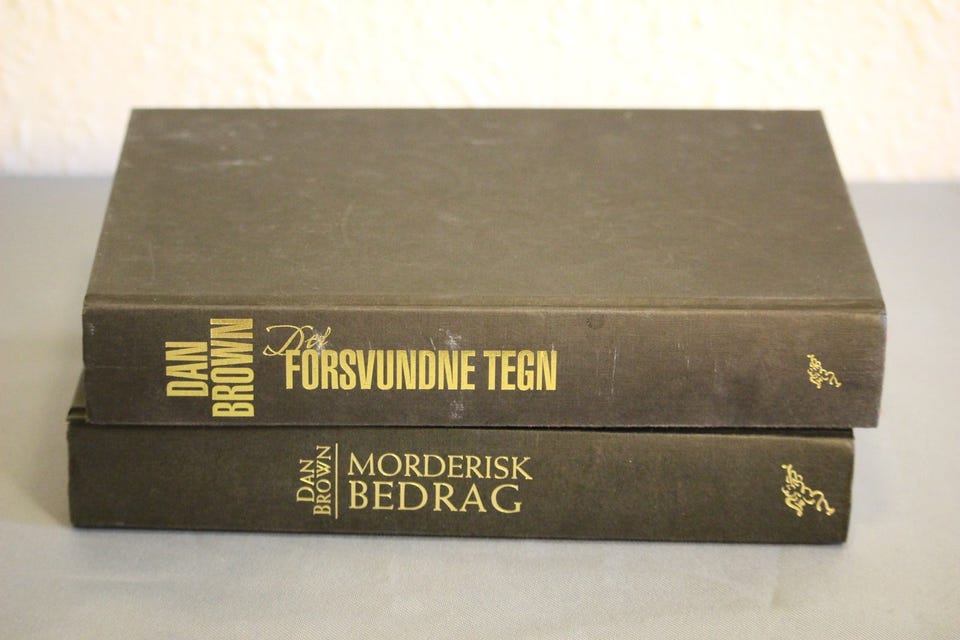 DAN
BROWN
Det
FORSVUNDNE TEGN
DAN
BROWN
MORDERISK
BEDRAG